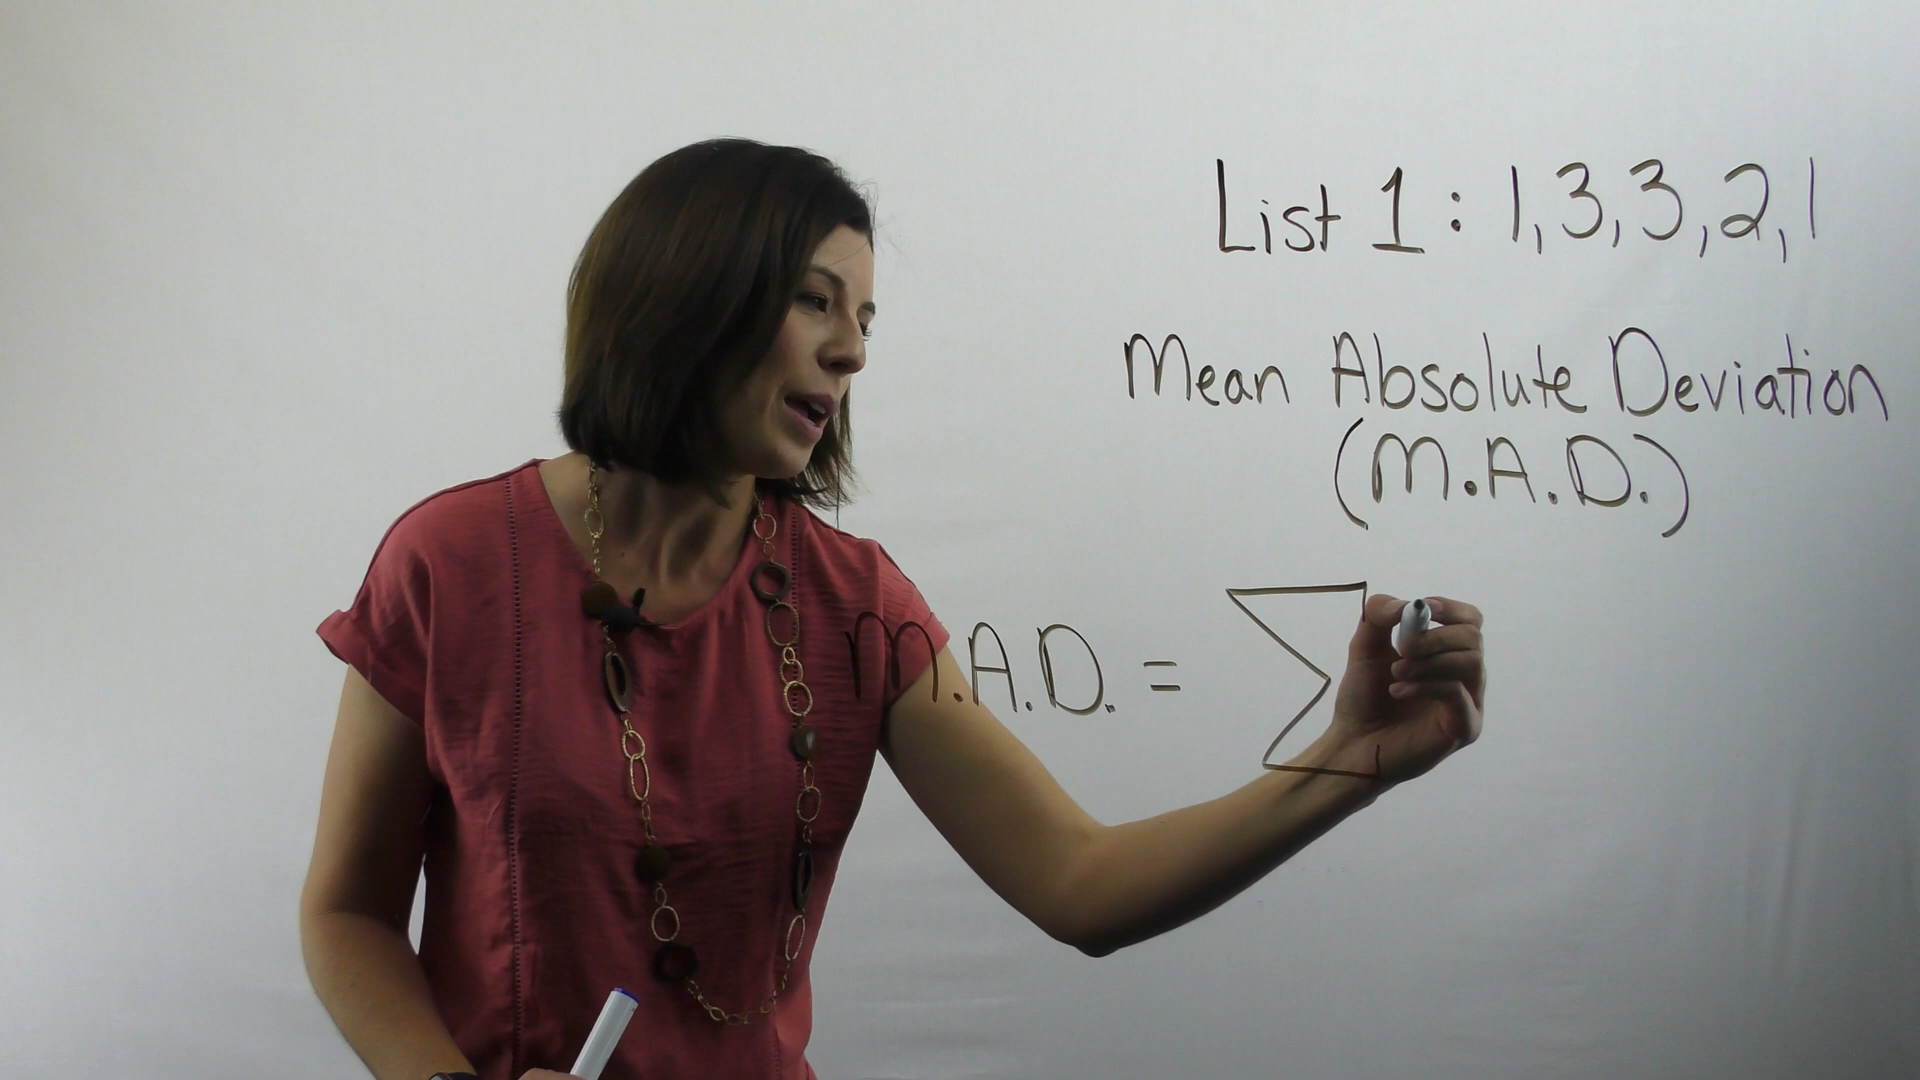 List 1 : 1, 3, 3, 2, 1
Mean Absolute Deviation
(M.A.D.)
M.A.D. = Σ